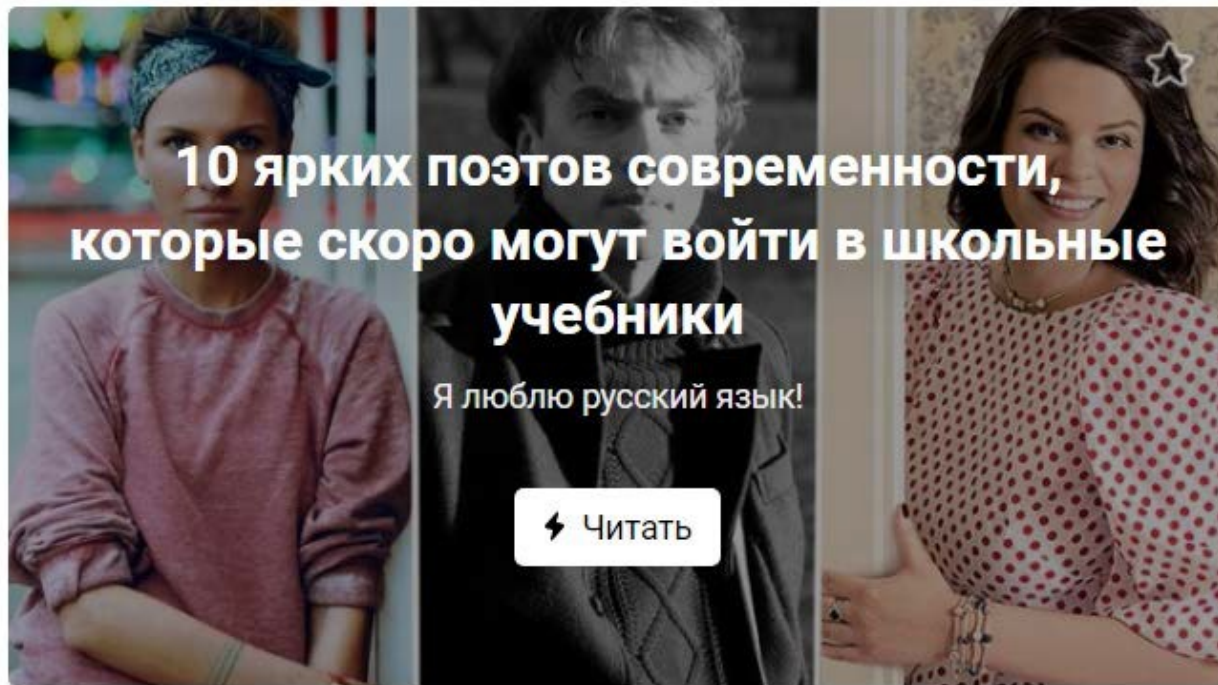 10 ярких поэтов современности,
которые скоро могут войти в школьные
учебники
Я люблю русский язык!
Читать